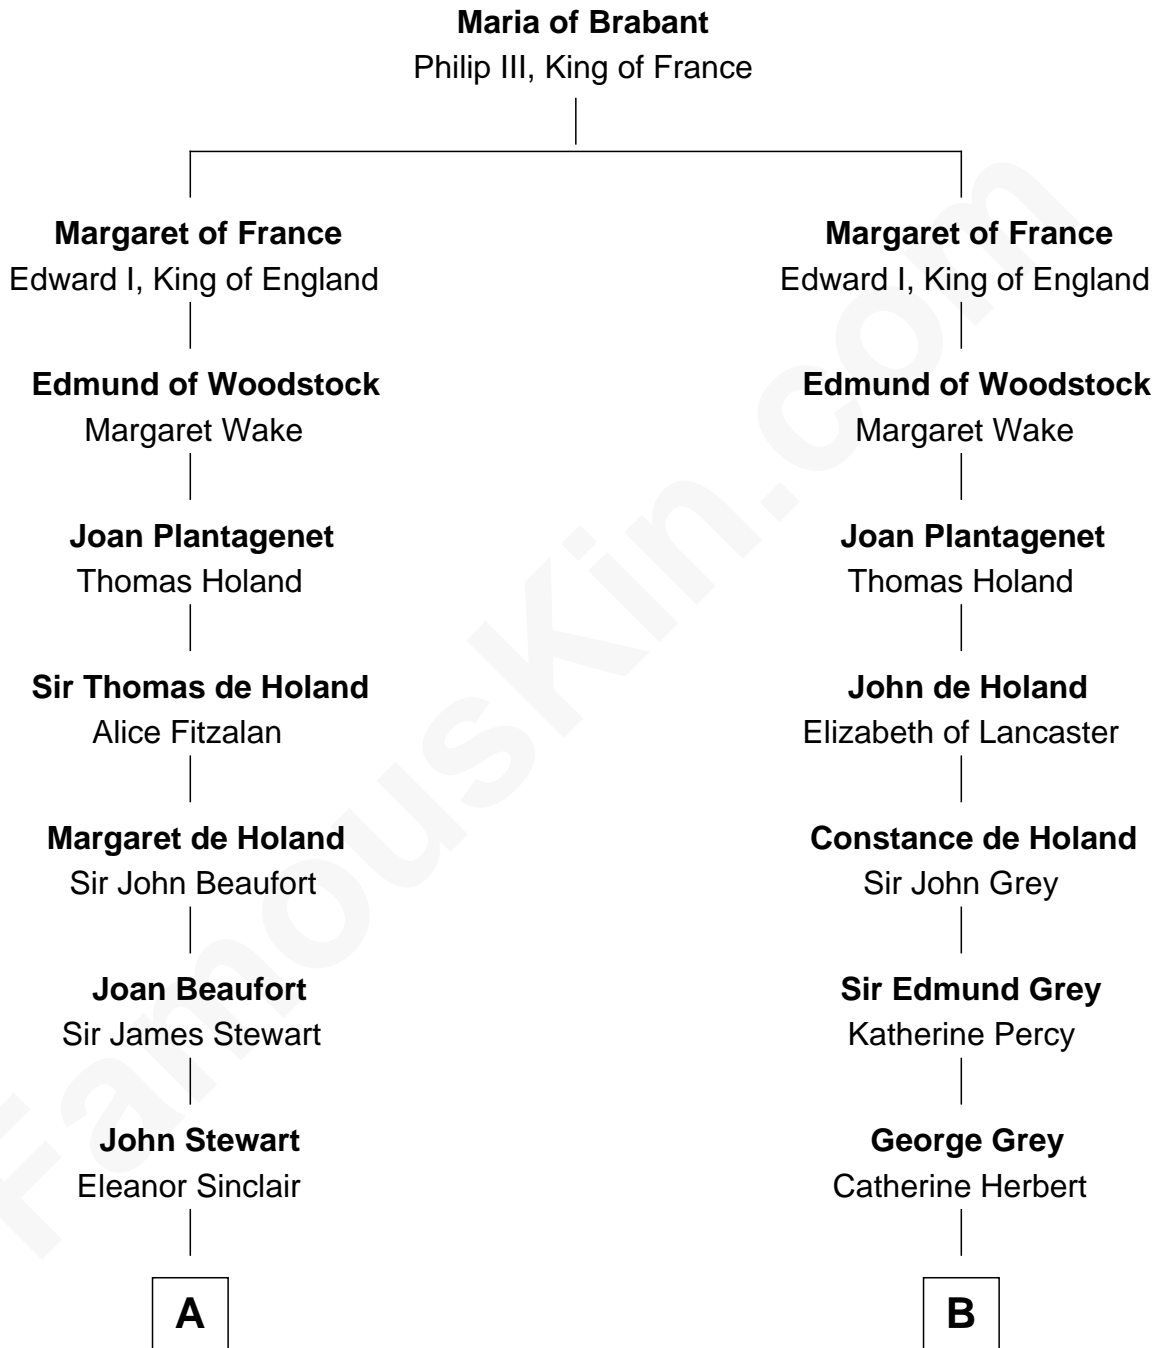 Maria of Brabant
Philip III, King of France
Margaret of France
Edward I, King of England
Edmund of Woodstock
Margaret Wake
Joan Plantagenet
Thomas Holand
Sir Thomas de Holand
Alice Fitzalan
Margaret de Holand
Sir John Beaufort
Joan Beaufort
Sir James Stewart
John Stewart
Eleanor Sinclair
A
Margaret of France
Edward I, King of England
Edmund of Woodstock
Margaret Wake
Joan Plantagenet
Thomas Holand
John de Holand
Elizabeth of Lancaster
Constance de Holand
Sir John Grey
Sir Edmund Grey
Katherine Percy
George Grey
Catherine Herbert
B
FamousKin.com